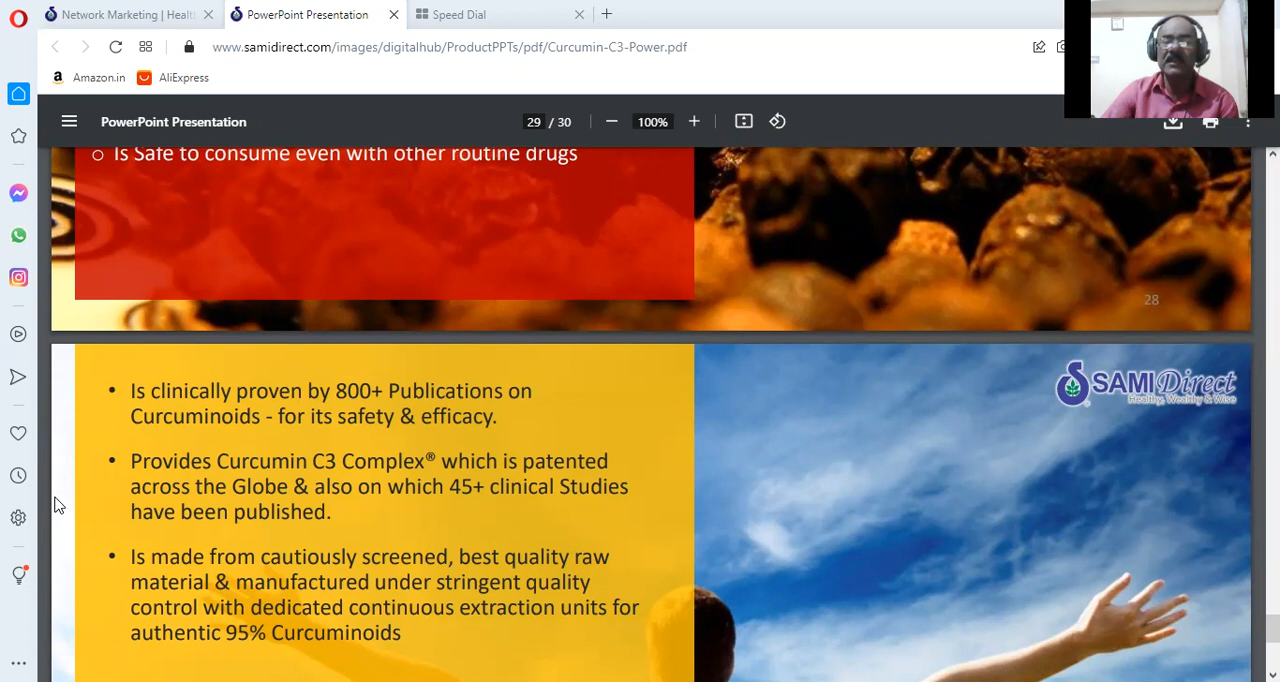 Network Marketing | Healt
PowerPoint Presentation
Speed Dial
www.samidirect.com/images/digitalhub/ProductPPTs/pdf/Curcumin-C3-Power.pdf
Amazon.in
AliExpress
PowerPoint Presentation
29 / 30
100%
Is Safe to consume even with other routine drugs
28
• Is clinically proven by 800+ Publications on
Curcuminoids - for its safety & efficacy.
• Provides Curcumin C3 Complex® which is patented
across the Globe & also on which 45+ clinical Studies
have been published.
• Is made from cautiously screened, best quality raw
material & manufactured under stringent quality
control with dedicated continuous extraction units for
authentic 95% Curcuminoids
SAMI Direct
Healthy, Wealthy & Wise